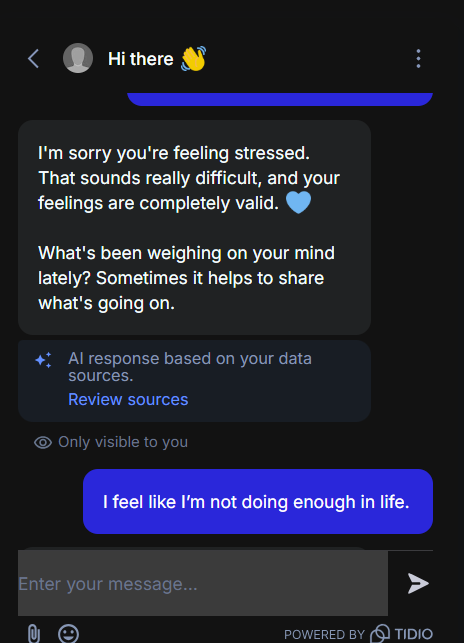 Hi there 👋
I'm sorry you're feeling stressed.
That sounds really difficult, and your
feelings are completely valid. 💙
What's been weighing on your mind
lately? Sometimes it helps to share
what's going on.
AI response based on your data
sources.
Review sources
Only visible to you
I feel like I’m not doing enough in life.
Enter your message...
POWERED BY TIDIO